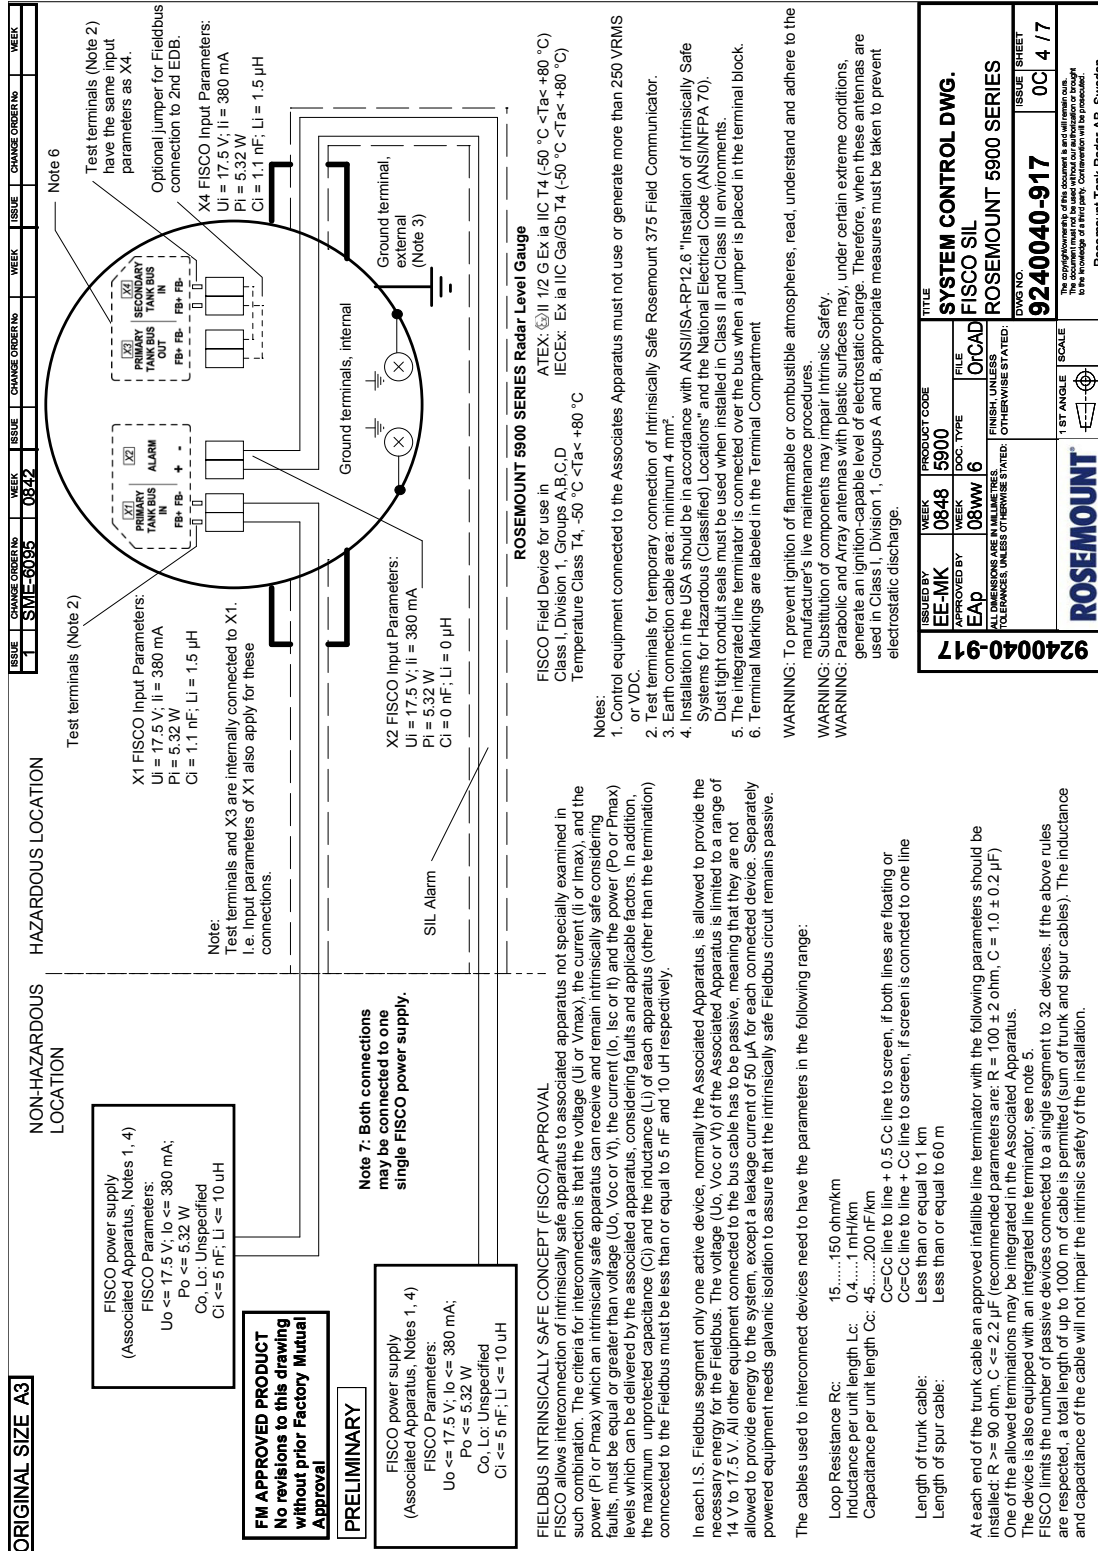 ORIGINAL SIZE A3
ISSUE CHANGE ORDER No WEEK ISSUE CHANGE ORDER No WEEK ISSUE CHANGE ORDER No WEEK
1 SME-6095 0842
NON-HAZARDOUS
LOCATION
HAZARDOUS LOCATION
FISCO power supply
(Associated Apparatus, Notes 1, 4)
FISCO Parameters:
Uo <= 17.5 V; Io <= 380 mA;
Po <= 5.32 W
Co, Lo: Unspecified
Ci <= 5 nF; Li <= 10 uH
FM APPROVED PRODUCT
No revisions to this drawing
without prior Factory Mutual
Approval
PRELIMINARY
FISCO power supply
(Associated Apparatus, Notes 1, 4)
FISCO Parameters:
Uo <= 17.5 V; Io <= 380 mA;
Po <= 5.32 W
Co, Lo: Unspecified
Ci <= 5 nF; Li <= 10 uH
Note 7: Both connections
may be connected to one
single FISCO power supply.
Test terminals (Note 2)
X1 FISCO Input Parameters:
Ui = 17.5 V; Ii = 380 mA
Pi = 5.32 W
Ci = 1.1 nF; Li = 1.5 µH
Note:
Test terminals and X3 are internally connected to X1.
I.e. Input parameters of X1 also apply for these
connections.
X2 FISCO Input Parameters:
Ui = 17.5 V; Ii = 380 mA
Pi = 5.32 W
Ci = 0 nF; Li = 0 µH
SIL Alarm
X1
PRIMARY
TANK BUS
IN
FB+ FB-
X2
ALARM
+ -
X3
PRIMARY
TANK BUS
OUT
FB+ FB-
X4
SECONDARY
TANK BUS
IN
FB+ FB-
Note 6
Test terminals (Note 2)
have the same input
parameters as X4.
Optional jumper for Fieldbus
connection to 2nd EDB.
X4 FISCO Input Parameters:
Ui = 17.5 V; Ii = 380 mA
Pi = 5.32 W
Ci = 1.1 nF; Li = 1.5 µH
Ground terminals, internal
Ground terminal,
external
(Note 3)
ROSEMOUNT 5900 SERIES Radar Level Gauge
FISCO Field Device for use in
Class I, Division 1, Groups A,B,C,D
Temperature Class T4, -50 °C <Ta< +80 °C
ATEX: II 1/2 G Ex ia IIC T4 (-50 °C <Ta< +80 °C)
IECEx: Ex ia IIC Ga/Gb T4 (-50 °C <Ta< +80 °C)
FIELDBUS INTRINSICALLY SAFE CONCEPT (FISCO) APPROVAL
FISCO allows interconnection of intrinsically safe apparatus to associated apparatus not specially examined in
such combination. The criteria for interconnection is that the voltage (Ui or Vmax), the current (Ii or Imax), and the
power (Pi or Pmax) which an intrinsically safe apparatus can receive and remain intrinsically safe considering
faults, must be equal or greater than voltage (Uo, Voc or Vt), the current (Io, Isc or It) and the power (Po or Pmax)
levels which can be delivered by the associated apparatus, considering faults and applicable factors. In addition,
the maximum unprotected capacitance (Ci) and the inductance (Li) of each apparatus (other than the termination)
connected to the Fieldbus must be less than or equal to 5 nF and 10 uH respectively.
In each I.S. Fieldbus segment only one active device, normally the Associated Apparatus, is allowed to provide the
necessary energy for the Fieldbus. The voltage (Uo, Voc or Vt) of the Associated Apparatus is limited to a range of
14 V to 17.5 V. All other equipment connected to the bus cable has to be passive, meaning that they are not
allowed to provide energy to the system, except a leakage current of 50 µA for each connected device. Separately
powered equipment needs galvanic isolation to assure that the intrinsically safe Fieldbus circuit remains passive.
The cables used to interconnect devices need to have the parameters in the following range:
Loop Resistance Rc: 15......150 ohm/km
Inductance per unit length Lc: 0.4.....1 mH/km
Capacitance per unit length Cc: 45......200 nF/km
Cc=Cc line to line + 0.5 Cc line to screen, if both lines are floating or
Cc=Cc line to line + Cc line to screen, if screen is conncted to one line
Length of trunk cable: Less than or equal to 1 km
Length of spur cable: Less than or equal to 60 m
At each end of the trunk cable an approved infallible line terminator with the following parameters should be
installed: R >= 90 ohm, C <= 2.2 µF (recommended parameters are: R = 100 ± 2 ohm, C = 1.0 ± 0.2 µF)
One of the allowed terminations may be integrated in the Associated Apparatus.
The device is also equipped with an integrated line terminator, see note 5.
FISCO limits the number of passive devices connected to a single segment to 32 devices. If the above rules
are respected, a total length of up to 1000 m of cable is permitted (sum of trunk and spur cables). The inductance
and capacitance of the cable will not impair the intrinsic safety of the installation.
Notes:
1. Control equipment connected to the Associates Apparatus must not use or generate more than 250 VRMS
or VDC.
2. Test terminals for temporary connection of Intrinsically Safe Rosemount 375 Field Communicator.
3. Earth connection cable area: minimum 4 mm².
4. Installation in the USA should be in accordance with ANSI/ISA-RP12.6 "Installation of Intrinsically Safe
Systems for Hazardous (Classified) Locations" and the National Electrical Code (ANSI/NFPA 70).
Dust tight conduit seals must be used when installed in Class II and Class III environments.
5. The integrated line terminator is connected over the bus when a jumper is placed in the terminal block.
6. Terminal Markings are labeled in the Terminal Compartment
WARNING: To prevent ignition of flammable or combustible atmospheres, read, understand and adhere to the
manufacturer's live maintenance procedures.
WARNING: Substitution of components may impair Intrinsic Safety.
WARNING: Parabolic and Array antennas with plastic surfaces may, under certain extreme conditions,
generate an ignition-capable level of electrostatic charge. Therefore, when these antennas are
used in Class I, Division 1, Groups A and B, appropriate measures must be taken to prevent
electrostatic discharge.
9240040-917
ISSUED BY WEEK PRODUCT CODE
EE-MK 0848 5900
APPROVED BY WEEK DOC. TYPE FILE
EAp 08ww 6 OrCAD
ALL DIMENSIONS ARE IN MILLIMETRES. FINISH, UNLESS
TOLERANCES, UNLESS OTHERWISE STATED: OTHERWISE STATED:
ROSEMOUNT
1 ST ANGLE SCALE
TITLE
SYSTEM CONTROL DWG.
FISCO SIL
ROSEMOUNT 5900 SERIES
DWG NO. ISSUE SHEET
9240040-917 0C 4 / 7
The copyright/ownership of this document is and will remain ours.
The document must not be used without our authorization or brought
to the knowledge of a third party. Contravention will be prosecuted.
Rosemount Tank Radar AB, Sweden